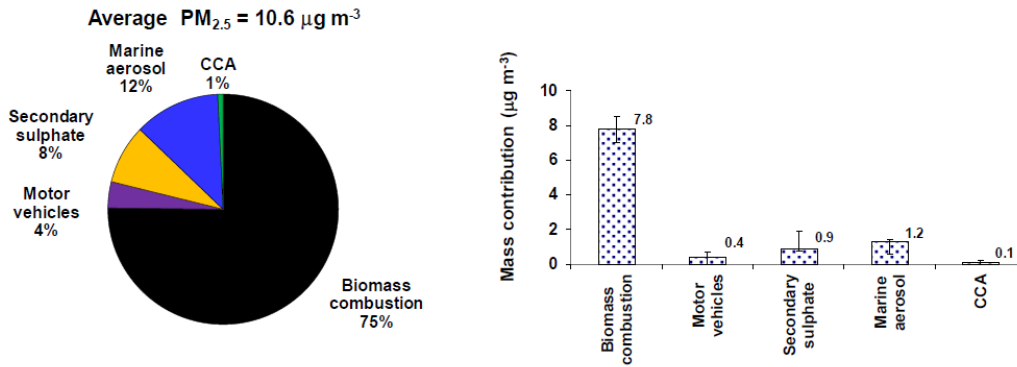 Average PM2.5 = 10.6 µg m-3
Marine
aerosol
12%
CCA
1%
Secondary
sulphate
8%
Motor
vehicles
4%
Biomass
combustion
75%
Mass contribution (µg m-3)
10
8
6
4
2
0
7.8
0.4
0.9
1.2
0.1
Biomass
combustion
Motor
vehicles
Secondary
sulphate
Marine
aerosol
CCA